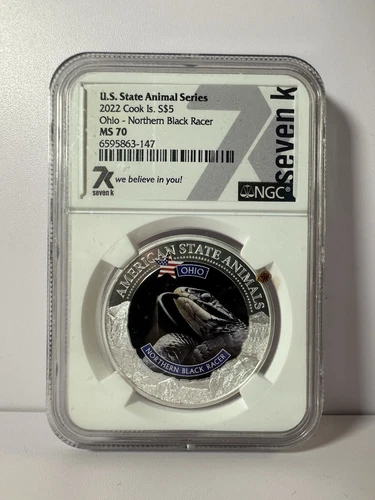 U.S. State Animal Series
2022 Cook Is. S$5
Ohio - Northern Black Racer
MS 70
6595863-147
7k
seven k
we believe in you!
7k
seven k
NGC®
AMERICAN STATE ANIMALS
OHIO
NORTHERN BLACK RACER